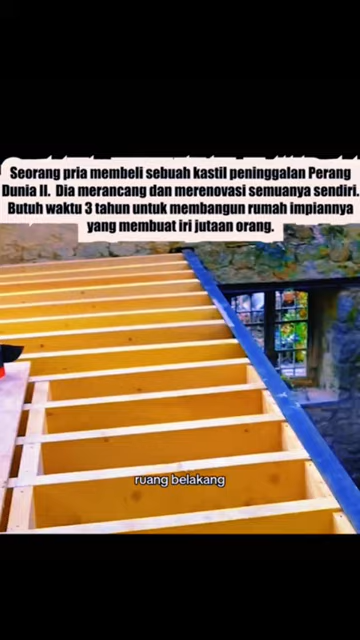 Seorang pria membeli sebuah kastil peninggalan Perang
Dunia II. Dia merancang dan merenovasi semuanya sendiri.
Butuh waktu 3 tahun untuk membangun rumah impiannya
yang membuat iri jutaan orang.
ruang belakang